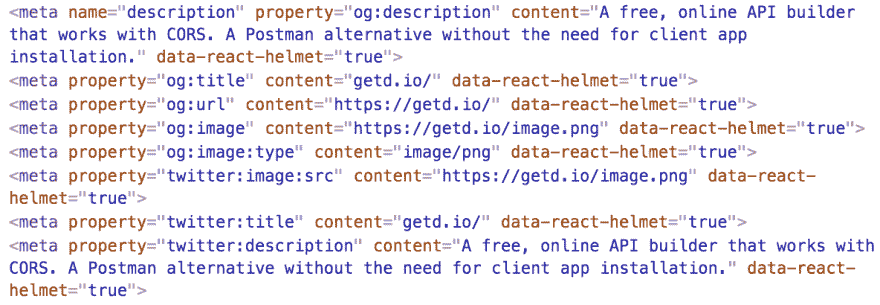 <meta name="description" property="og:description" content="A free, online API builder
that works with CORS. A Postman alternative without the need for client app
installation." data-react-helmet="true">
<meta property="og:title" content="getd.io/" data-react-helmet="true">
<meta property="og:url" content="https://getd.io/" data-react-helmet="true">
<meta property="og:image" content="https://getd.io/image.png" data-react-helmet="true">
<meta property="og:image:type" content="image/png" data-react-helmet="true">
<meta property="twitter:image:src" content="https://getd.io/image.png" data-react-
helmet="true">
<meta property="twitter:title" content="getd.io/" data-react-helmet="true">
<meta property="twitter:description" content="A free, online API builder that works with
CORS. A Postman alternative without the need for client app installation." data-react-
helmet="true">